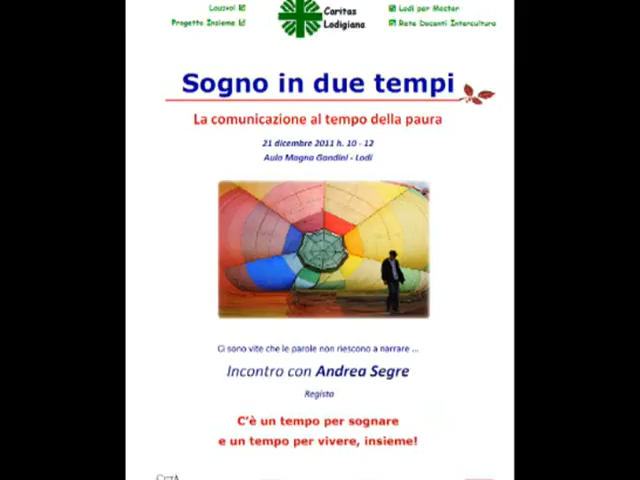 Lausvol
Progetto Insieme
Caritas
Lodigiana
Lodi per Mostar
Rete Docenti Intercultura
Sogno in due tempi
La comunicazione al tempo della paura
21 dicembre 2011 h. 10 - 12
Aula Magna Gandini - Lodi
Ci sono vite che le parole non riescono a narrare ...
Incontro con Andrea Segre
Regista
C'è un tempo per sognare
e un tempo per vivere, insieme!